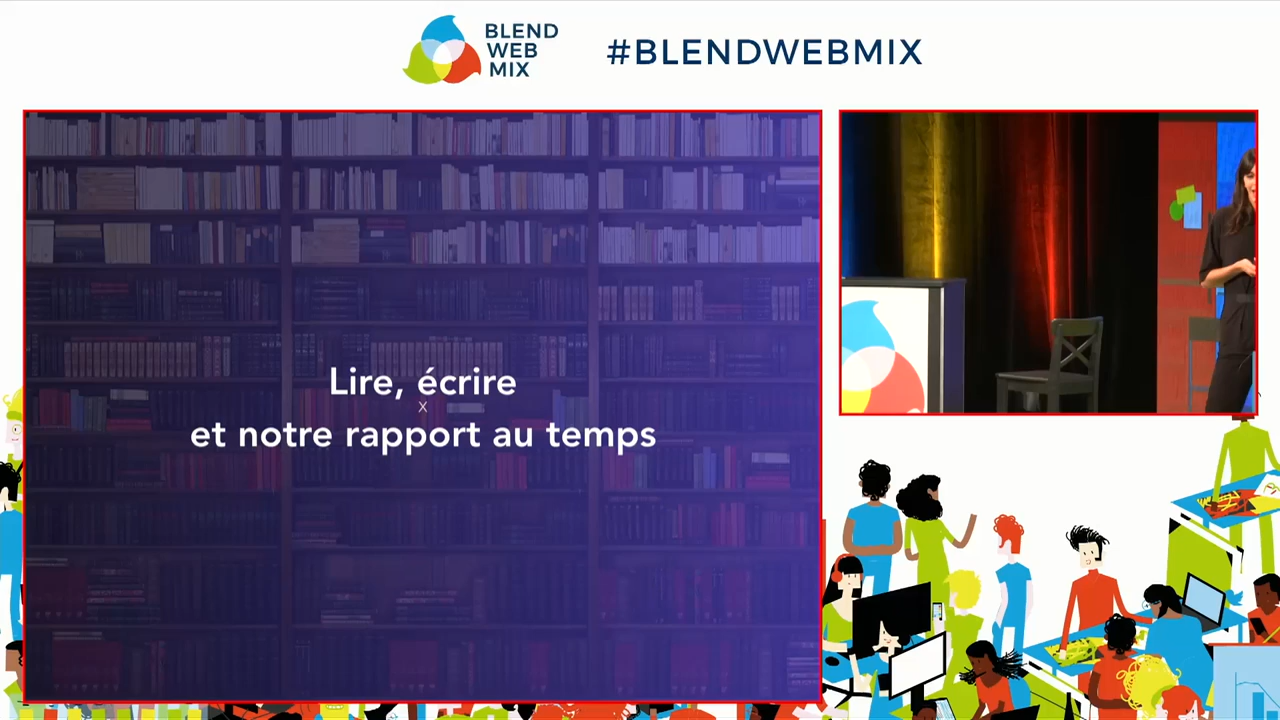 BLEND
WEB
MIX
#BLENDWEBMIX
Lire, écrire
x
et notre rapport au temps